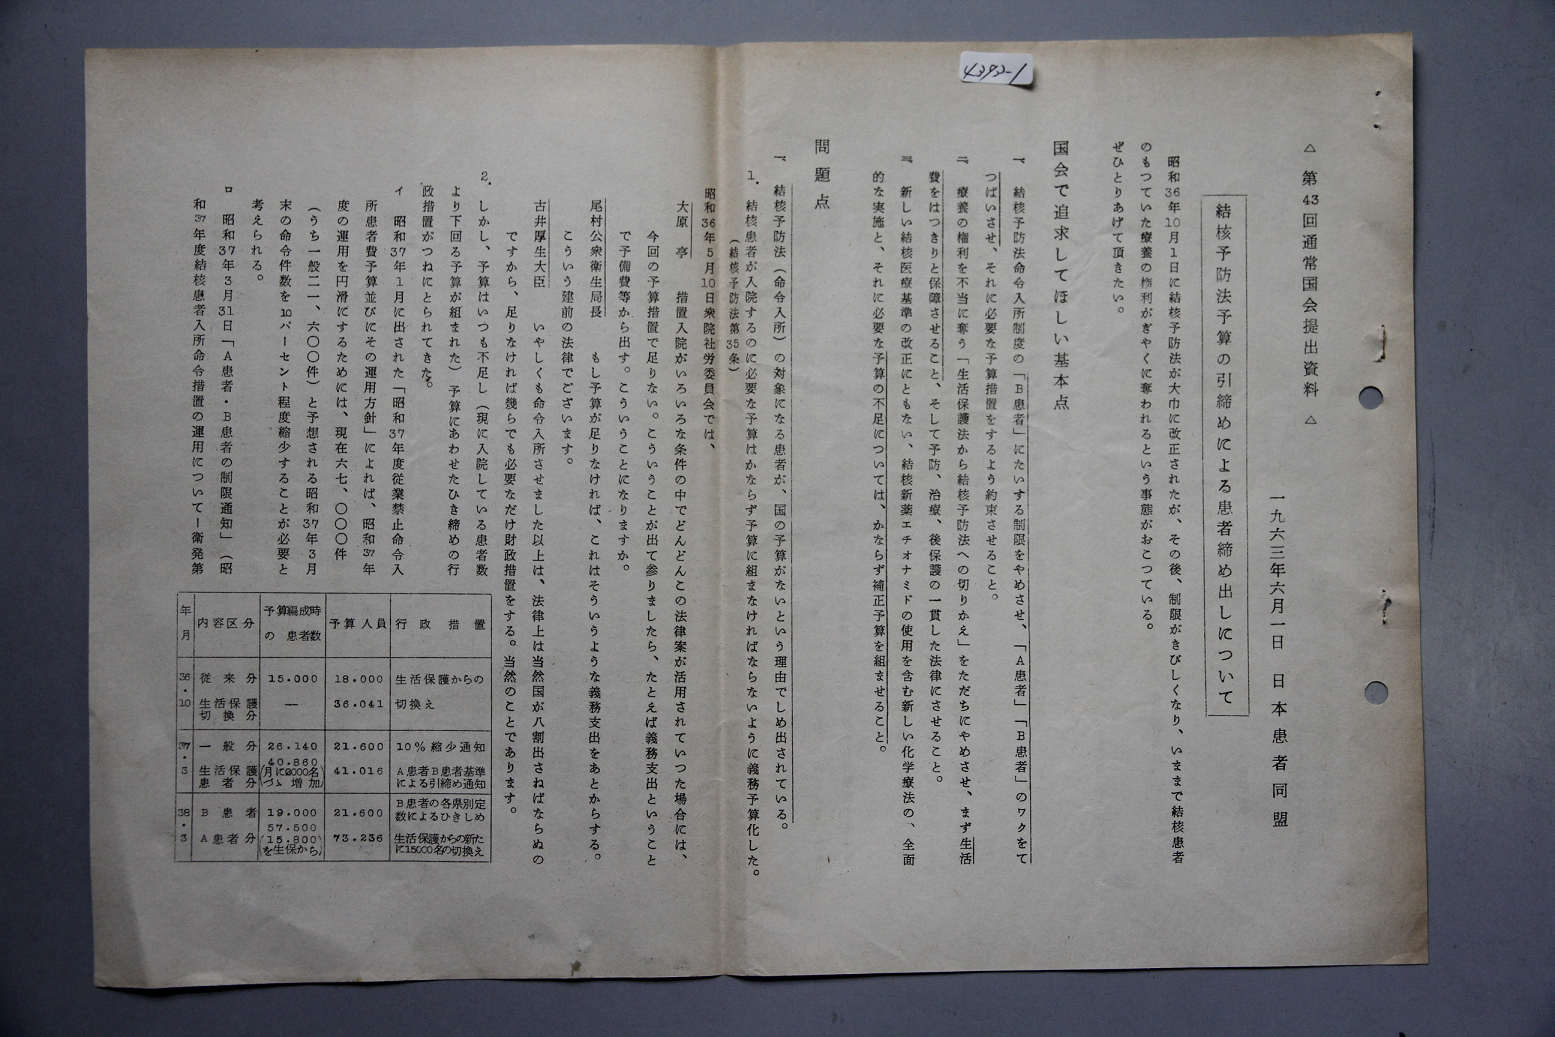 4392-1
△ 第43回通常国会提出資料 △
一九六三年六月一日 日本患者同盟
結核予防法予算の引締めによる患者締め出しについて
昭和36年10月1日に結核予防法が大巾に改正されたが、その後、制限がきびしくなり、いままで結核患者
のもつていた療養の権利がぎやくに奪われるという事態がおこつている。
ぜひとりあげて頂きたい。
国会で追求してほしい基本点
一、結核予防法命令入所制度の「B患者」にたいする制限をやめさせ、「A患者」「B患者」のワクをて
つぱいさせ、それに必要な予算措置をするよう約束させること。
二、療養の権利を不当に奪う「生活保護法から結核予防法への切りかえ」をただちにやめさせ、まず生活
費をはつきりと保障させること、そして予防、治療、後保護の一貫した法律にさせること。
三、新しい結核医療基準の改正にともない、結核新薬エチオナミドの使用を含む新しい化学療法の、全面
的な実施と、それに必要な予算の不足については、かならず補正予算を組ませること。
問題点
一、結核予防法（命令入所）の対象になる患者が、国の予算がないという理由でしめ出されている。
1. 結核患者が入院するのに必要な予算はかならず予算に組まなければならないように義務予算化した。
（結核予防法第35条）
昭和36年5月10日衆院社労委員会では、
大原 亨 措置入院がいろいろな条件の中でどんどんこの法律案が活用されていつた場合には、
今回の予算措置で足りない。こういうことが出て参りましたら、たとえば義務支出ということ
で予備費等から出す。こういうことになりますか。
尾村公衆衛生局長 もし予算が足りなければ、これはそういうような義務支出をあとからする。
こういう建前の法律でございます。
古井厚生大臣 いやしくも命令入所させました以上は、法律上は当然国が八割出さねばならぬの
ですから、足りなければ幾らでも必要なだけ財政措置をする。当然のことであります。
2. しかし、予算はいつも不足し（現に入院している患者数
より下回る予算が組まれた）予算にあわせたひき締めの行
政措置がつねにとられてきた。
イ 昭和37年1月に出された「昭和37年度従業禁止命令入
所患者費予算並びにその運用方針」によれば、昭和37年
度の運用を円滑にするためには、現在六七、〇〇〇件
（うち一般二一、六〇〇件）と予想される昭和37年3月
末の命令件数を10パーセント程度縮少することが必要と
考えられる。
ロ 昭和37年3月31日「A患者・B患者の制限通知」（昭
和37年度結核患者入所命令措置の運用について－衛発第
年月 内容区分 予算編成時の患者数 予算人員 行政措置
36・10 従来分 15.000 18.000 生活保護からの
生活保護切換分 — 36.041 切換え
37・3 一般分 26.140 21.600 10%縮少通知
生活保護患者分 40.860（月に2000名づゝ増加） 41.016 A患者B患者基準による引締め通知
38・3 B患者 19.000 21.600 B患者の各県別定数によるひきしめ
A患者分 57.500（15.800を生保から） 73.236 生活保護からの新たに15000名の切換え